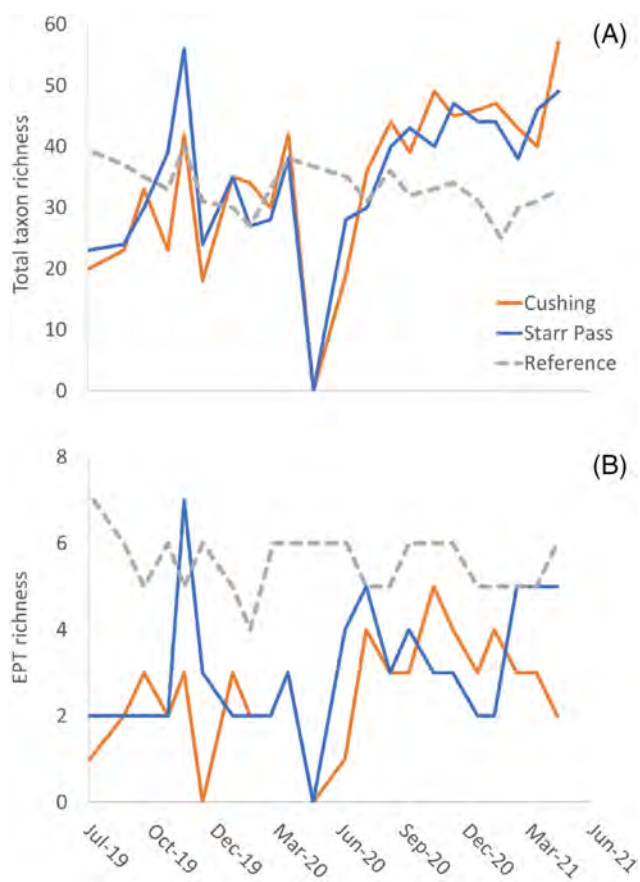 (A)
Total taxon richness
60
50
40
30
20
10
0
Cushing
Starr Pass
Reference
(B)
EPT richness
8
6
4
2
0
Jul-19
Oct-19
Dec-19
Mar-20
Jun-20
Sep-20
Dec-20
Mar-21
Jun-21